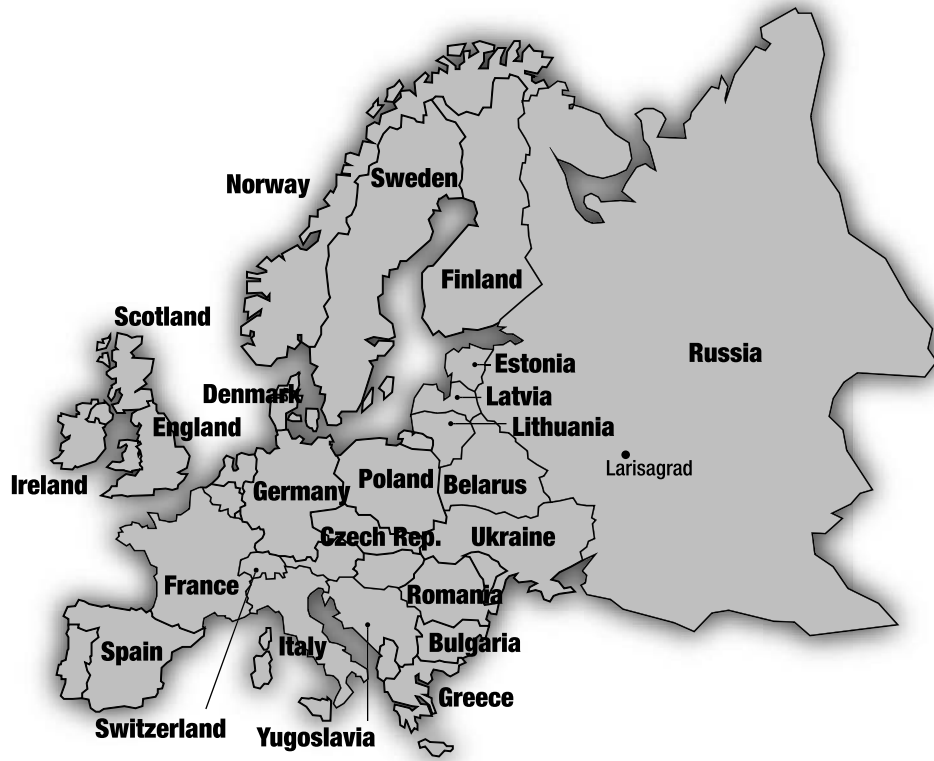 Norway
Sweden
Finland
Scotland
Russia
Estonia
Denmark
Latvia
England
Lithuania
Larisagrad
Ireland
Germany
Poland
Belarus
Czech Rep.
Ukraine
France
Romania
Bulgaria
Spain
Italy
Greece
Switzerland
Yugoslavia